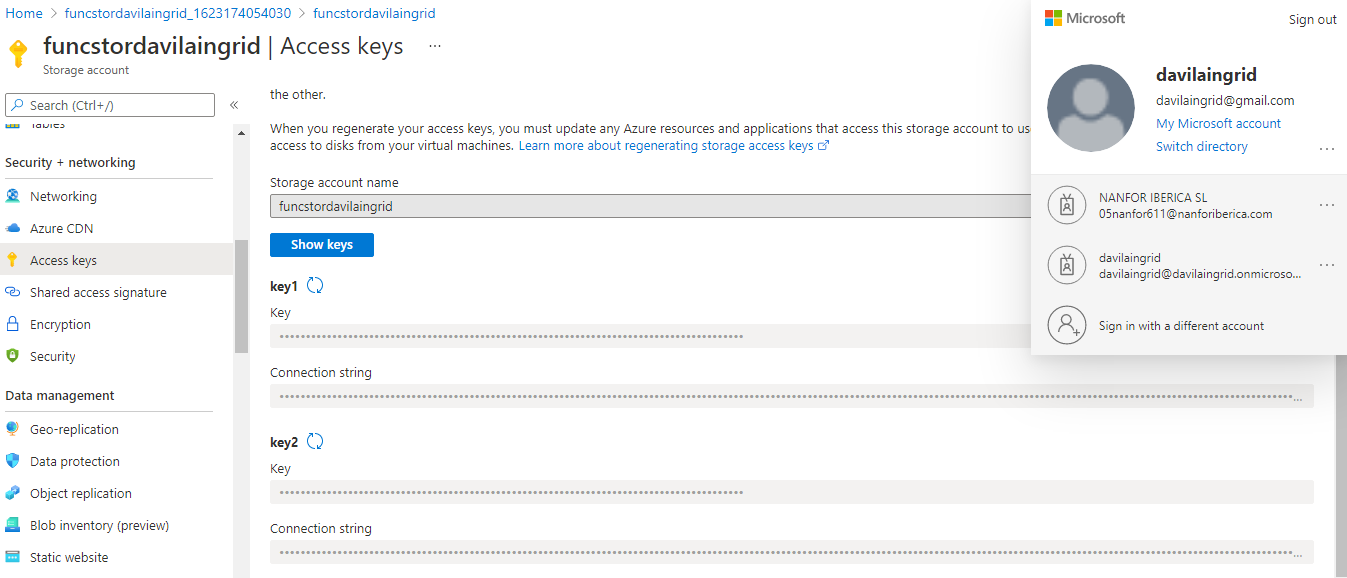 Home > funcstordavilaingrid_1623174054030 > funcstordavilaingrid
funcstordavilaingrid | Access keys ...
Storage account
Search (Ctrl+/)
«
Tables
Security + networking
Networking
Azure CDN
Access keys
Shared access signature
Encryption
Security
Data management
Geo-replication
Data protection
Object replication
Blob inventory (preview)
Static website
the other.
When you regenerate your access keys, you must update any Azure resources and applications that access this storage account to
access to disks from your virtual machines. Learn more about regenerating storage access keys
Storage account name
funcstordavilaingrid
Show keys
key1
Key
••••••••••••••••••••••••••••••••••••••••••••••••••••••••••••••••••••••••••••••••••••••••
Connection string
...
key2
Key
••••••••••••••••••••••••••••••••••••••••••••••••••••••••••••••••••••••••••••••••••••••••
Connection string
...
Microsoft
Sign out
davilaingrid
davilaingrid@gmail.com
My Microsoft account
Switch directory
...
NANFOR IBERICA SL
05nanfor611@nanforiberica.com
...
davilaingrid
davilaingrid@davilaingrid.onmicroso...
...
Sign in with a different account